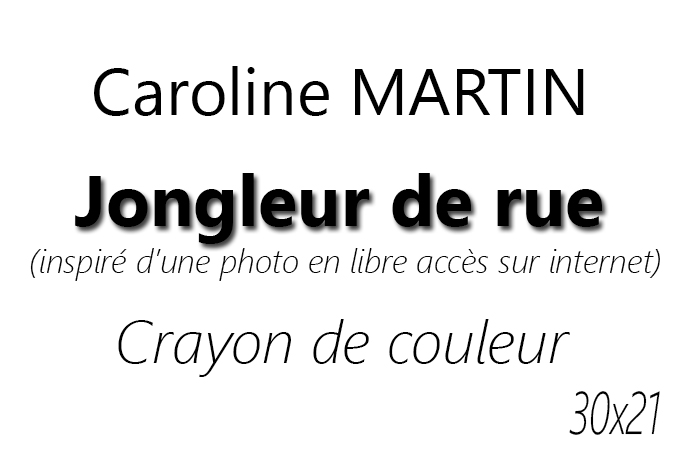 Caroline MARTIN
Jongleur de rue
(inspiré d'une photo en libre accès sur internet)
Crayon de couleur
30x21